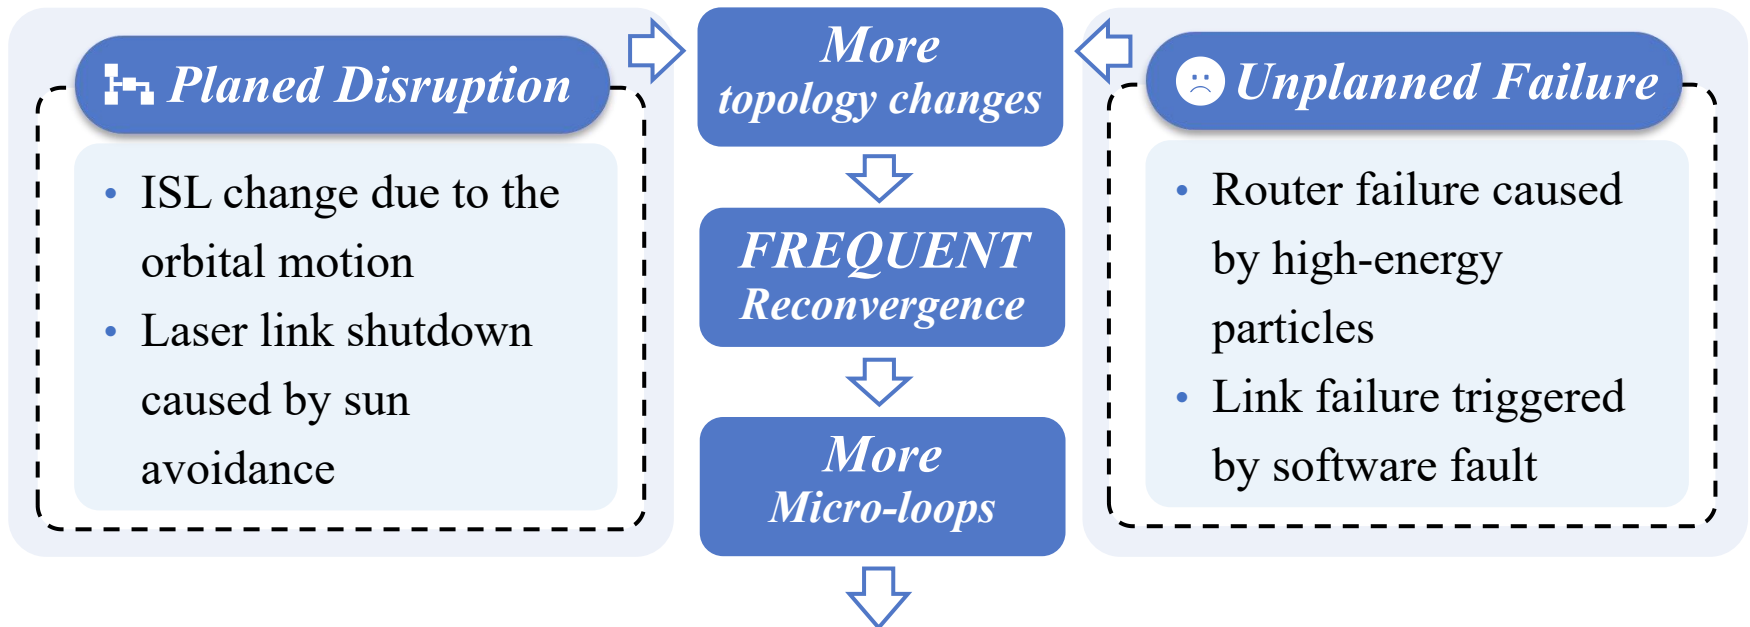 Planed Disruption
• ISL change due to the
orbital motion
• Laser link shutdown
caused by sun
avoidance
More
topology changes
FREQUENT
Reconvergence
More
Micro-loops
Unplanned Failure
• Router failure caused
by high-energy
particles
• Link failure triggered
by software fault